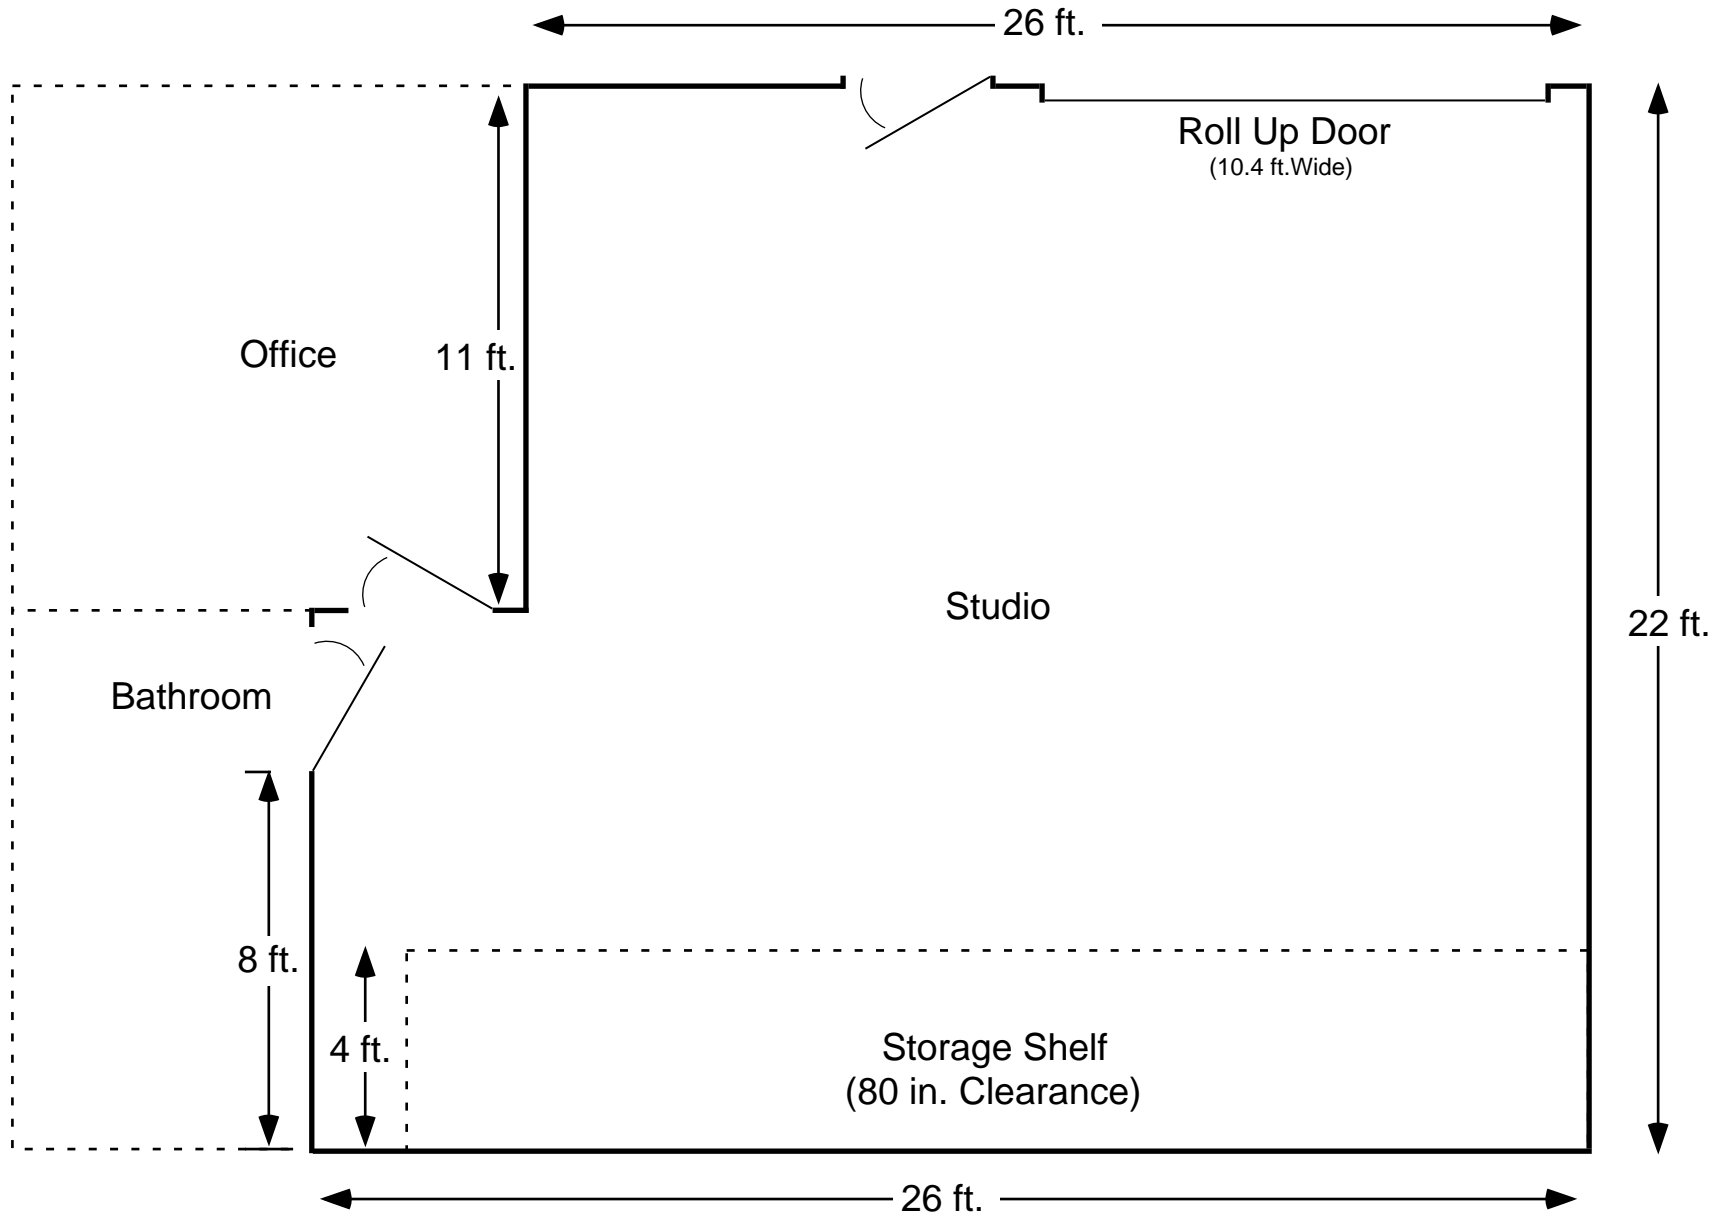 26 ft.
Roll Up Door
(10.4 ft.Wide)
Office
11 ft.
Studio
22 ft.
Bathroom
8 ft.
4 ft.
Storage Shelf
(80 in. Clearance)
26 ft.